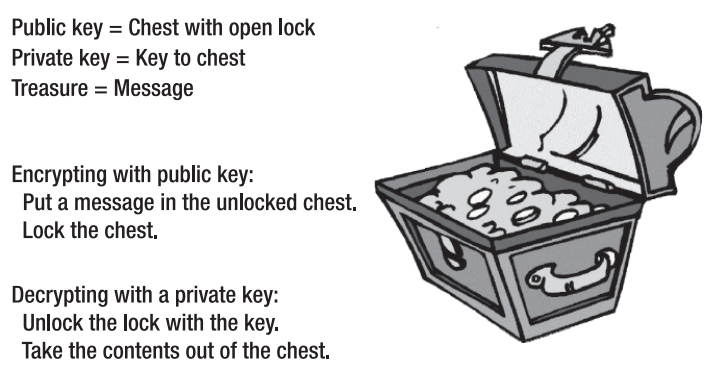 Public key = Chest with open lock
Private key = Key to chest
Treasure = Message
Encrypting with public key:
Put a message in the unlocked chest.
Lock the chest.
Decrypting with a private key:
Unlock the lock with the key.
Take the contents out of the chest.